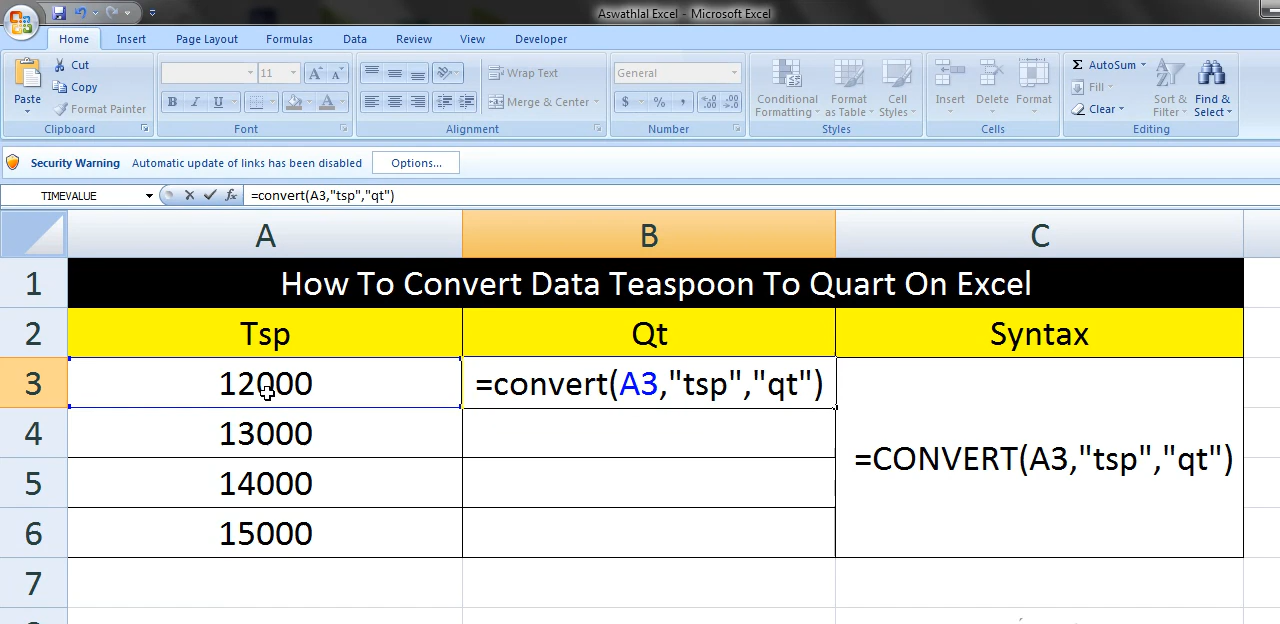 Aswathlal Excel - Microsoft Excel
Home Insert Page Layout Formulas Data Review View Developer
Cut
Copy
Format Painter
Paste
Clipboard
11
B I U
Font
Wrap Text
Merge & Center
Alignment
General
$ % ,
Number
Conditional Formatting
Format as Table
Cell Styles
Styles
Insert Delete Format
Cells
Σ AutoSum
Fill
Clear
Sort & Filter
Find & Select
Editing
Security Warning Automatic update of links has been disabled Options...
TIMEVALUE fx =convert(A3,"tsp","qt")
A B C
1 How To Convert Data Teaspoon To Quart On Excel
2 Tsp Qt Syntax
3 12000 =convert(A3,"tsp","qt")
4 13000
=CONVERT(A3,"tsp","qt")
5 14000
6 15000
7